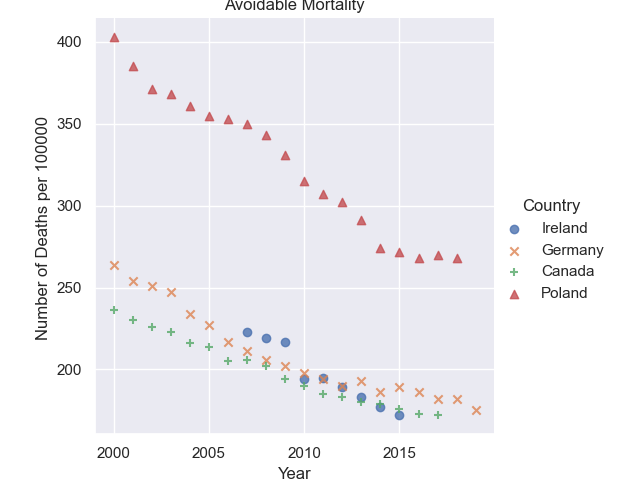 Avoidable Mortality
400
350
300
250
200
Number of Deaths per 100000
2000
2005
2010
2015
Year
Country
Ireland
Germany
Canada
Poland